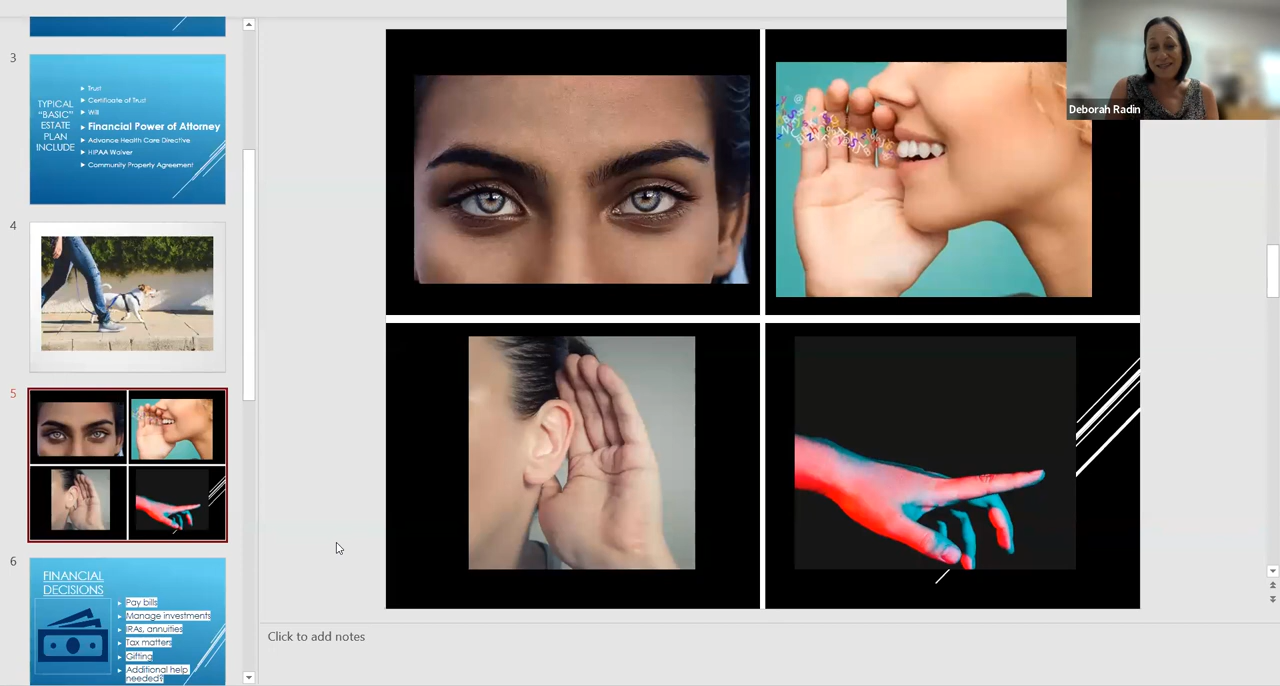 3
TYPICAL
"BASIC"
ESTATE
PLAN
INCLUDE
Trust
Certificate of Trust
Will
Financial Power of Attorney
Advance Health Care Directive
HIPAA Waiver
Community Property Agreement
4
5
6
FINANCIAL
DECISIONS
Pay bills
Manage investments
IRAs, annuities
Tax matters
Gifting
Additional help
needed?
Deborah Radin
Click to add notes